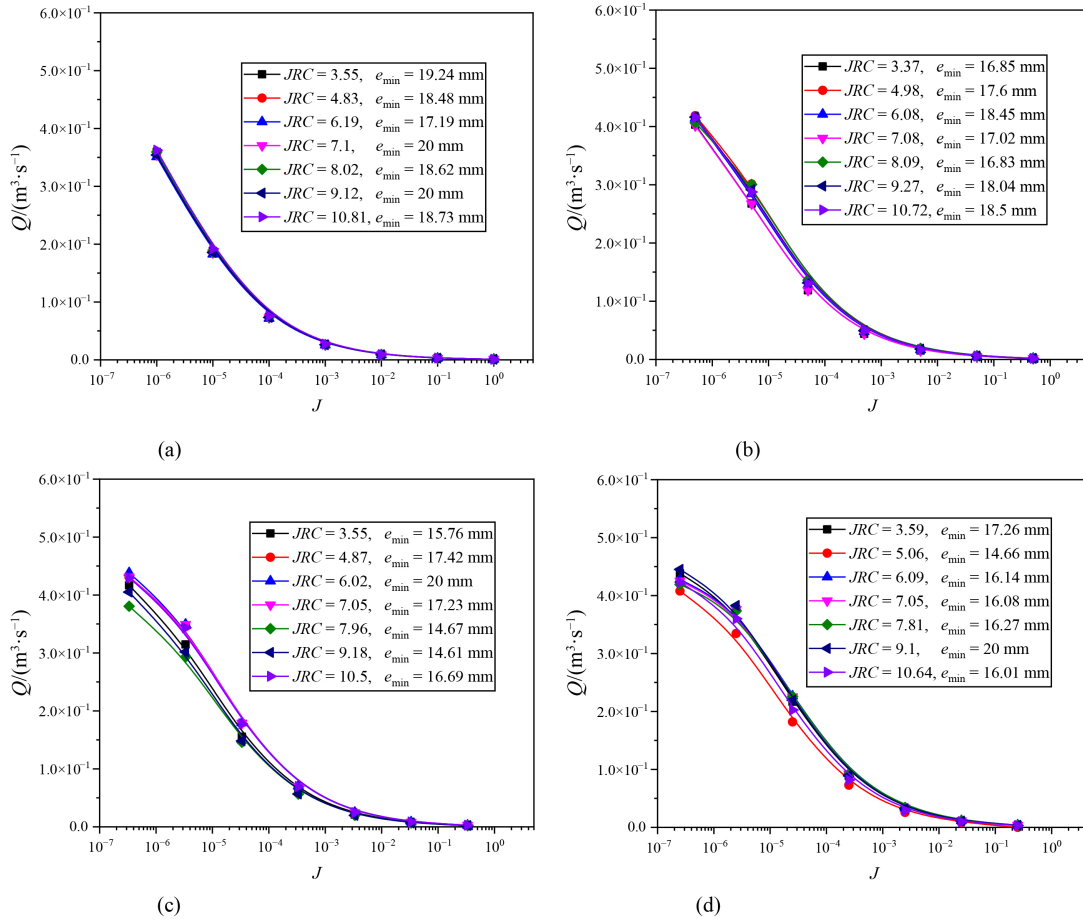 6.0×10⁻¹
5.0×10⁻¹
4.0×10⁻¹
3.0×10⁻¹
2.0×10⁻¹
1.0×10⁻¹
0.0
Q/(m³·s⁻¹)
JRC = 3.55, e_min = 19.24 mm
JRC = 4.83, e_min = 18.48 mm
JRC = 6.19, e_min = 17.19 mm
JRC = 7.1, e_min = 20 mm
JRC = 8.02, e_min = 18.62 mm
JRC = 9.12, e_min = 20 mm
JRC = 10.81, e_min = 18.73 mm
10⁻⁷ 10⁻⁶ 10⁻⁵ 10⁻⁴ 10⁻³ 10⁻² 10⁻¹ 10⁰
J
(a)
6.0×10⁻¹
5.0×10⁻¹
4.0×10⁻¹
3.0×10⁻¹
2.0×10⁻¹
1.0×10⁻¹
0.0
Q/(m³·s⁻¹)
JRC = 3.37, e_min = 16.85 mm
JRC = 4.98, e_min = 17.6 mm
JRC = 6.08, e_min = 18.45 mm
JRC = 7.08, e_min = 17.02 mm
JRC = 8.09, e_min = 16.83 mm
JRC = 9.27, e_min = 18.04 mm
JRC = 10.72, e_min = 18.5 mm
10⁻⁷ 10⁻⁶ 10⁻⁵ 10⁻⁴ 10⁻³ 10⁻² 10⁻¹ 10⁰
J
(b)
6.0×10⁻¹
5.0×10⁻¹
4.0×10⁻¹
3.0×10⁻¹
2.0×10⁻¹
1.0×10⁻¹
0.0
Q/(m³·s⁻¹)
JRC = 3.55, e_min = 15.76 mm
JRC = 4.87, e_min = 17.42 mm
JRC = 6.02, e_min = 20 mm
JRC = 7.05, e_min = 17.23 mm
JRC = 7.96, e_min = 14.67 mm
JRC = 9.18, e_min = 14.61 mm
JRC = 10.5, e_min = 16.69 mm
10⁻⁷ 10⁻⁶ 10⁻⁵ 10⁻⁴ 10⁻³ 10⁻² 10⁻¹ 10⁰
J
(c)
6.0×10⁻¹
5.0×10⁻¹
4.0×10⁻¹
3.0×10⁻¹
2.0×10⁻¹
1.0×10⁻¹
0.0
Q/(m³·s⁻¹)
JRC = 3.59, e_min = 17.26 mm
JRC = 5.06, e_min = 14.66 mm
JRC = 6.09, e_min = 16.14 mm
JRC = 7.05, e_min = 16.08 mm
JRC = 7.81, e_min = 16.27 mm
JRC = 9.1, e_min = 20 mm
JRC = 10.64, e_min = 16.01 mm
10⁻⁷ 10⁻⁶ 10⁻⁵ 10⁻⁴ 10⁻³ 10⁻² 10⁻¹ 10⁰
J
(d)